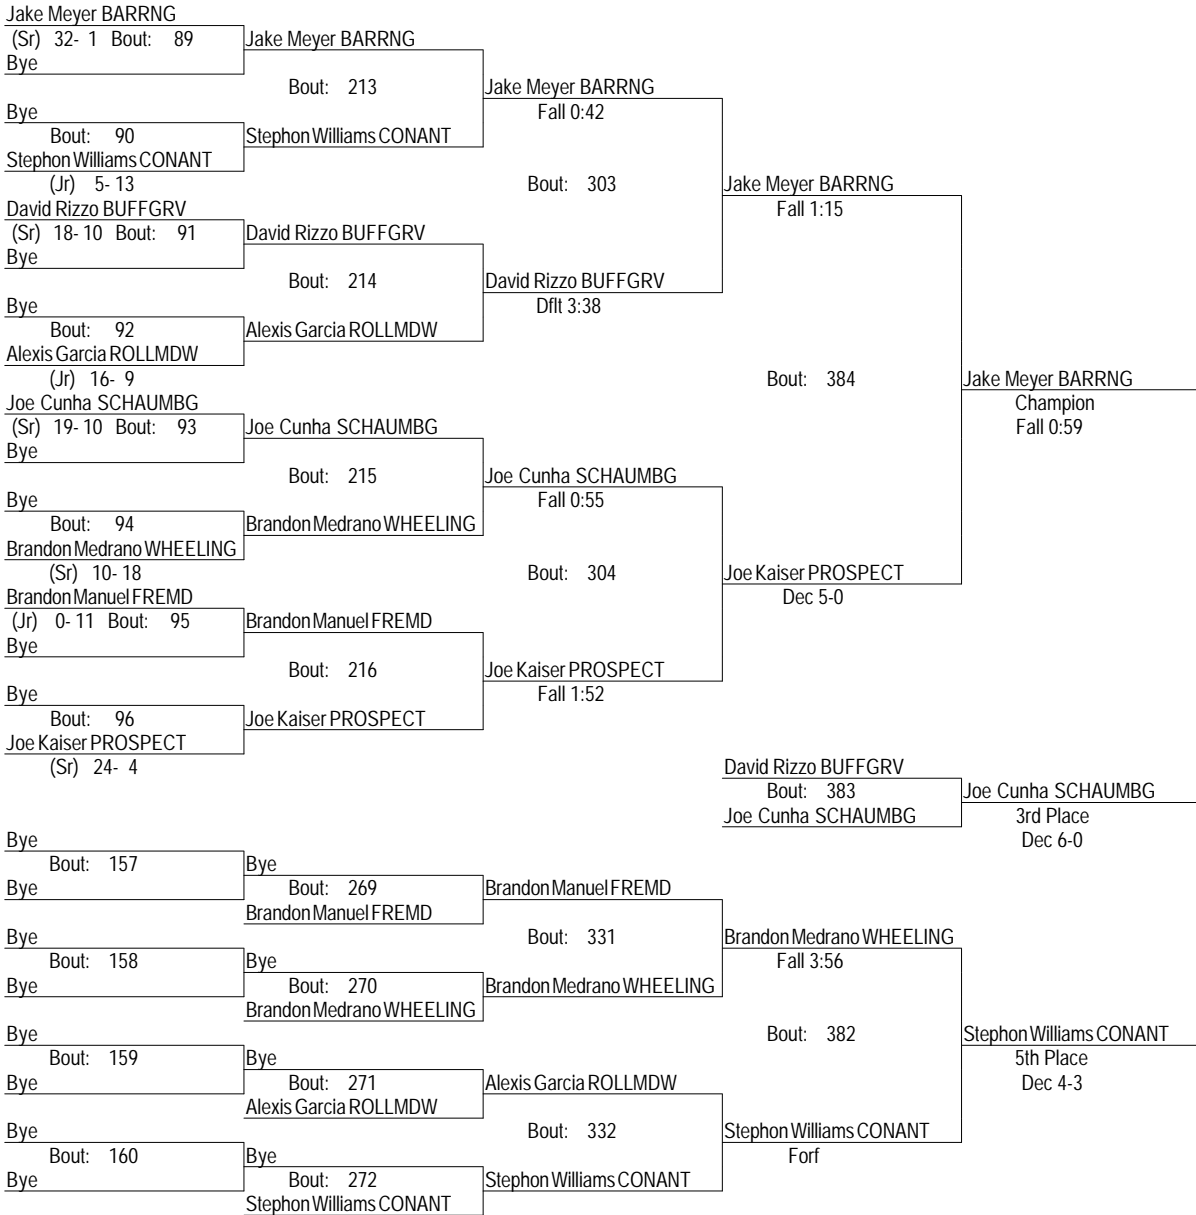 Jake Meyer BARRNG
(Sr) 32- 1 Bout: 89 Jake Meyer BARRNG
Bye
Bout: 213 Jake Meyer BARRNG
Bye Fall 0:42
Bout: 90 Stephon Williams CONANT
Stephon Williams CONANT
(Jr) 5- 13 Bout: 303 Jake Meyer BARRNG
David Rizzo BUFFGRV Fall 1:15
(Sr) 18- 10 Bout: 91 David Rizzo BUFFGRV
Bye
Bout: 214 David Rizzo BUFFGRV
Bye Dflt 3:38
Bout: 92 Alexis Garcia ROLLMDW
Alexis Garcia ROLLMDW
(Jr) 16- 9 Bout: 384 Jake Meyer BARRNG
Joe Cunha SCHAUMBG Champion
(Sr) 19- 10 Bout: 93 Joe Cunha SCHAUMBG Fall 0:59
Bye
Bout: 215 Joe Cunha SCHAUMBG
Bye Fall 0:55
Bout: 94 Brandon Medrano WHEELING
Brandon Medrano WHEELING
(Sr) 10- 18 Bout: 304 Joe Kaiser PROSPECT
Brandon Manuel FREMD Dec 5-0
(Jr) 0- 11 Bout: 95 Brandon Manuel FREMD
Bye
Bout: 216 Joe Kaiser PROSPECT
Bye Fall 1:52
Bout: 96 Joe Kaiser PROSPECT
Joe Kaiser PROSPECT
(Sr) 24- 4 David Rizzo BUFFGRV
Bout: 383 Joe Cunha SCHAUMBG
Joe Cunha SCHAUMBG 3rd Place
Bye Dec 6-0
Bout: 157 Bye
Bye Bout: 269 Brandon Manuel FREMD
Brandon Manuel FREMD
Bye Bout: 331 Brandon Medrano WHEELING
Bout: 158 Bye Fall 3:56
Bye Bout: 270 Brandon Medrano WHEELING
Brandon Medrano WHEELING
Bye Bout: 382 Stephon Williams CONANT
Bout: 159 Bye 5th Place
Bye Bout: 271 Alexis Garcia ROLLMDW Dec 4-3
Alexis Garcia ROLLMDW
Bye Bout: 332 Stephon Williams CONANT
Bout: 160 Bye Forf
Bye Bout: 272 Stephon Williams CONANT
Stephon Williams CONANT